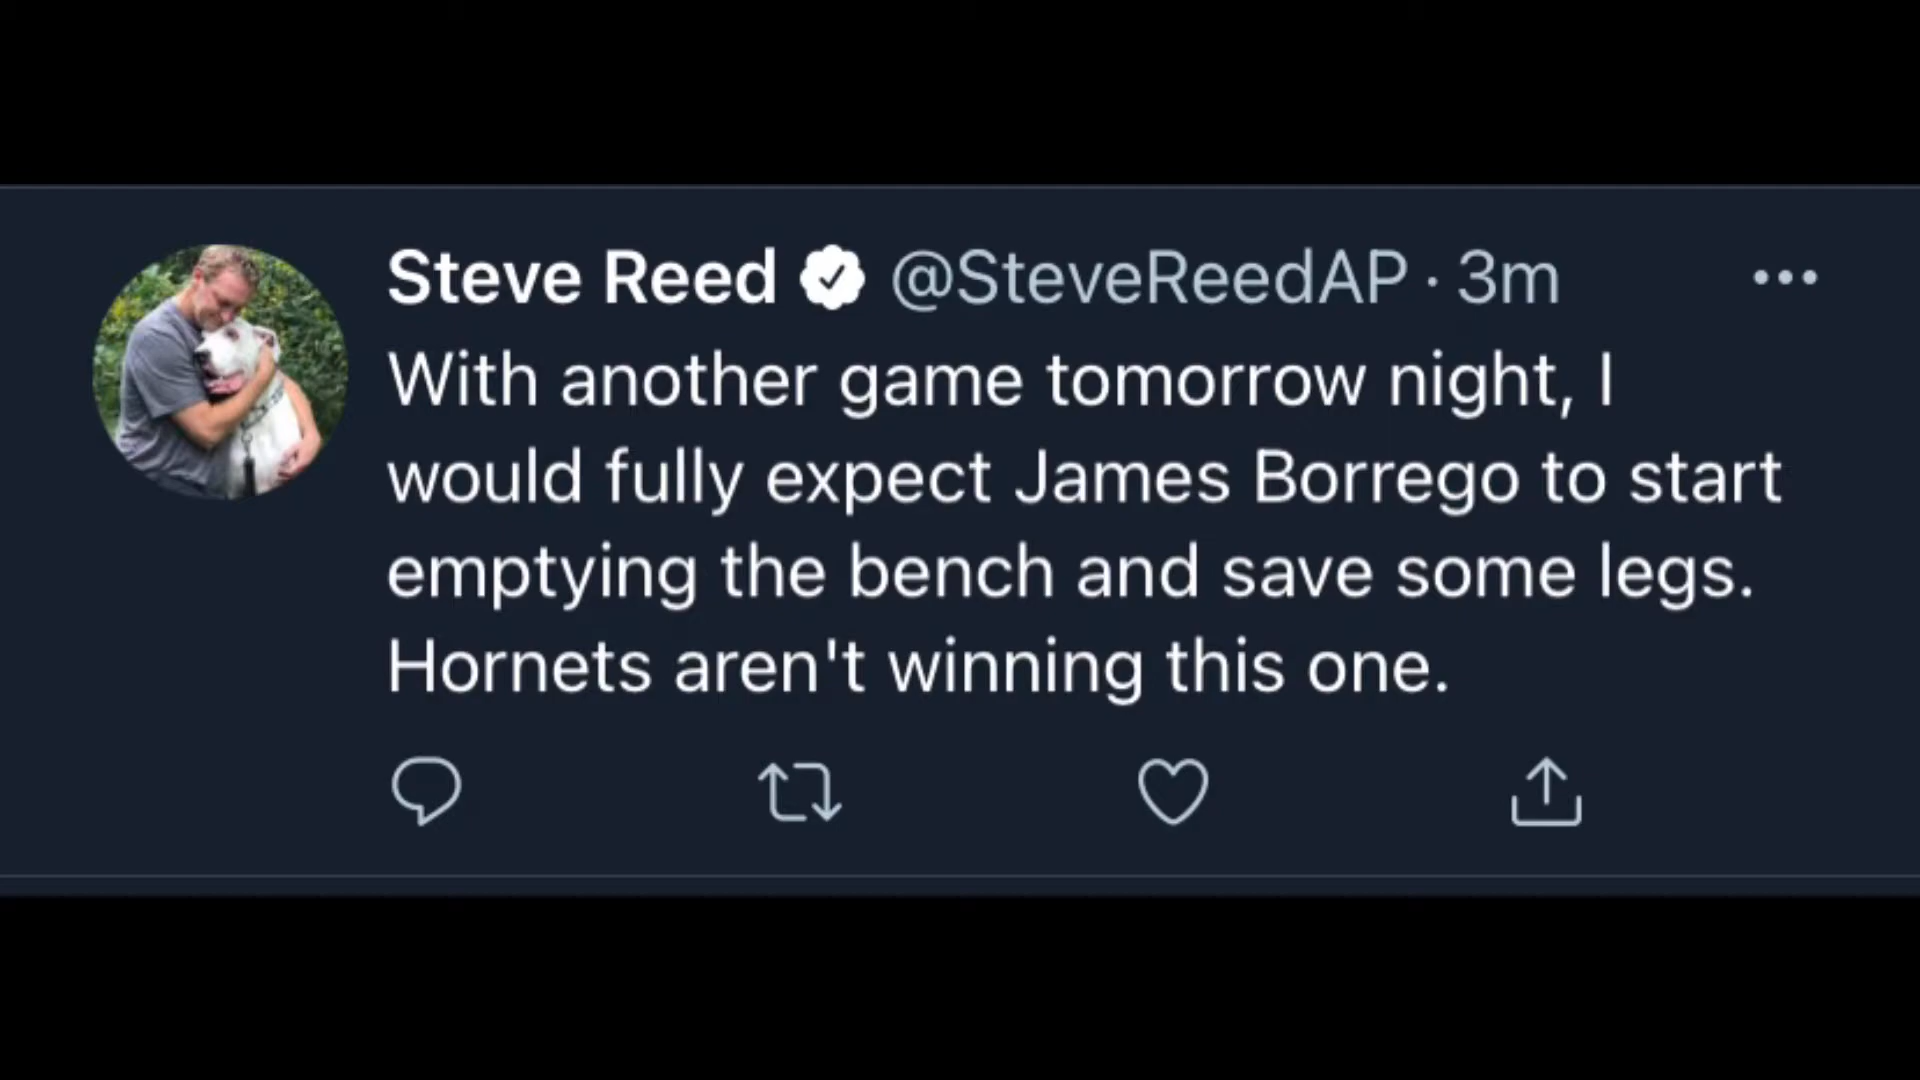 Steve Reed @SteveReedAP · 3m
With another game tomorrow night, I
would fully expect James Borrego to start
emptying the bench and save some legs.
Hornets aren't winning this one.